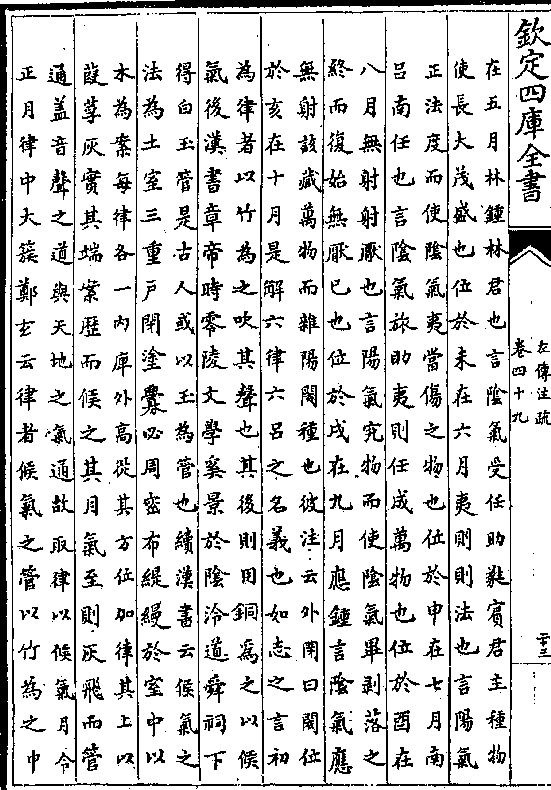 欽定四庫全書
左傳注疏
卷四十九
二十三
在五月林鍾林君也言陰氣受任助蕤賓君主種物
使長大茂盛也位於未在六月夷則則法也言陽氣
正法度而使陰氣夷當傷之物也位於申在七月南
呂南任也言陰氣旅助夷則任成萬物也位於酉在
八月無射射厭也言陽氣究物而使陰氣畢剥落之
終而復始無厭已也位於戌在九月應鍾言陰氣應
無射該藏萬物而雜陽閡種也彼注云外閉曰閡位
於亥在十月是解六律六呂之名義也如志之言初
為律者以竹為之吹其聲也其後則用銅為之以候
氣後漢書章帝時零陵文學奚景於陰泠道舜祠下
得白玉管是古人或以玉為管也續漢書云候氣之
法為土室三重戶閉塗釁必周密布緹縵於室中以
木為案每律各一内庳外高從其方位加律其上以
葭莩灰實其端案歴而候之其月氣至則灰飛而管
通蓋音聲之道與天地之氣通故取律以候氣月令
正月律中大簇鄭玄云律者候氣之管以竹為之中